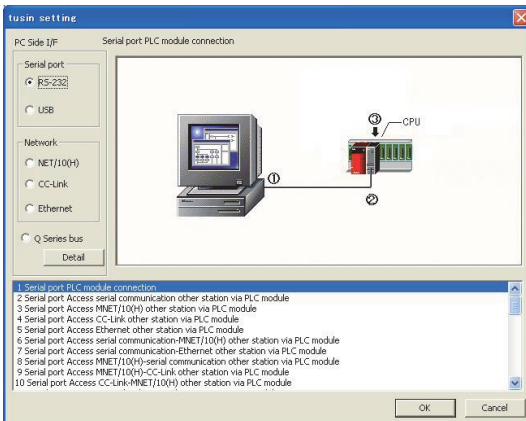 tusin setting
PC Side I/F
Serial port PLC module connection
Serial port
RS-232
USB
Network
NET/10(H)
CC-Link
Ethernet
Q Series bus
Detail
③
CPU
①
②
1 Serial port PLC module connection
2 Serial port Access serial communication other station via PLC module
3 Serial port Access MNET/10(H) other station via PLC module
4 Serial port Access CC-Link other station via PLC module
5 Serial port Access Ethernet other station via PLC module
6 Serial port Access serial communication-MNET/10(H) other station via PLC module
7 Serial port Access serial communication-Ethernet other station via PLC module
8 Serial port Access MNET/10(H)-serial communication other station via PLC module
9 Serial port Access MNET/10(H)-CC-Link other station via PLC module
10 Serial port Access CC-Link-MNET/10(H) other station via PLC module
OK
Cancel